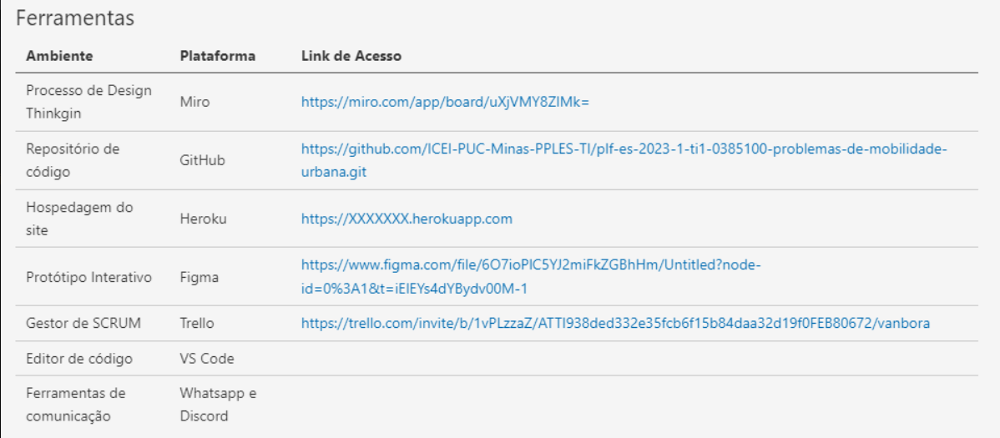 Ferramentas
Ambiente Plataforma Link de Acesso
Processo de Design
Thinkgin
Miro
https://miro.com/app/board/uXjVMY8ZIMk=
Repositório de
código
GitHub
https://github.com/ICEI-PUC-Minas-PPLES-TI/plf-es-2023-1-ti1-0385100-problemas-de-mobilidade-
urbana.git
Hospedagem do
site
Heroku
https://XXXXXXX.herokuapp.com
Protótipo Interativo
Figma
https://www.figma.com/file/6O7ioPIC5YJ2miFkZGBhHm/Untitled?node-
id=0%3A1&t=iEIEYs4dYBydv00M-1
Gestor de SCRUM Trello https://trello.com/invite/b/1vPLzzaZ/ATTI938ded332e35fcb6f15b84daa32d19f0FEB80672/vanbora
Editor de código VS Code
Ferramentas de
comunicação
Whatsapp e
Discord